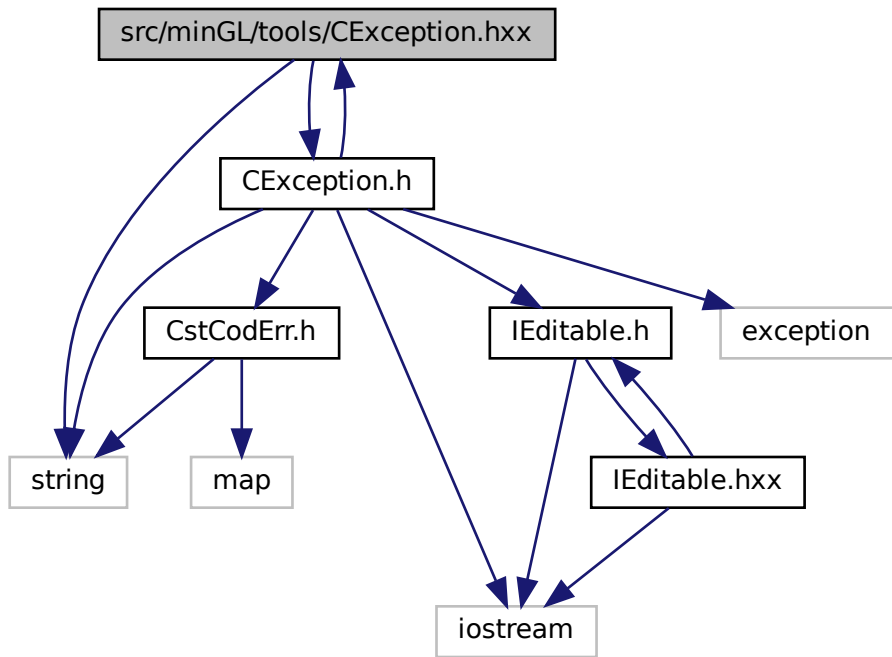 src/minGL/tools/CException.hxx
CException.h
CstCodErr.h
IEditable.h
exception
string
map
IEditable.hxx
iostream